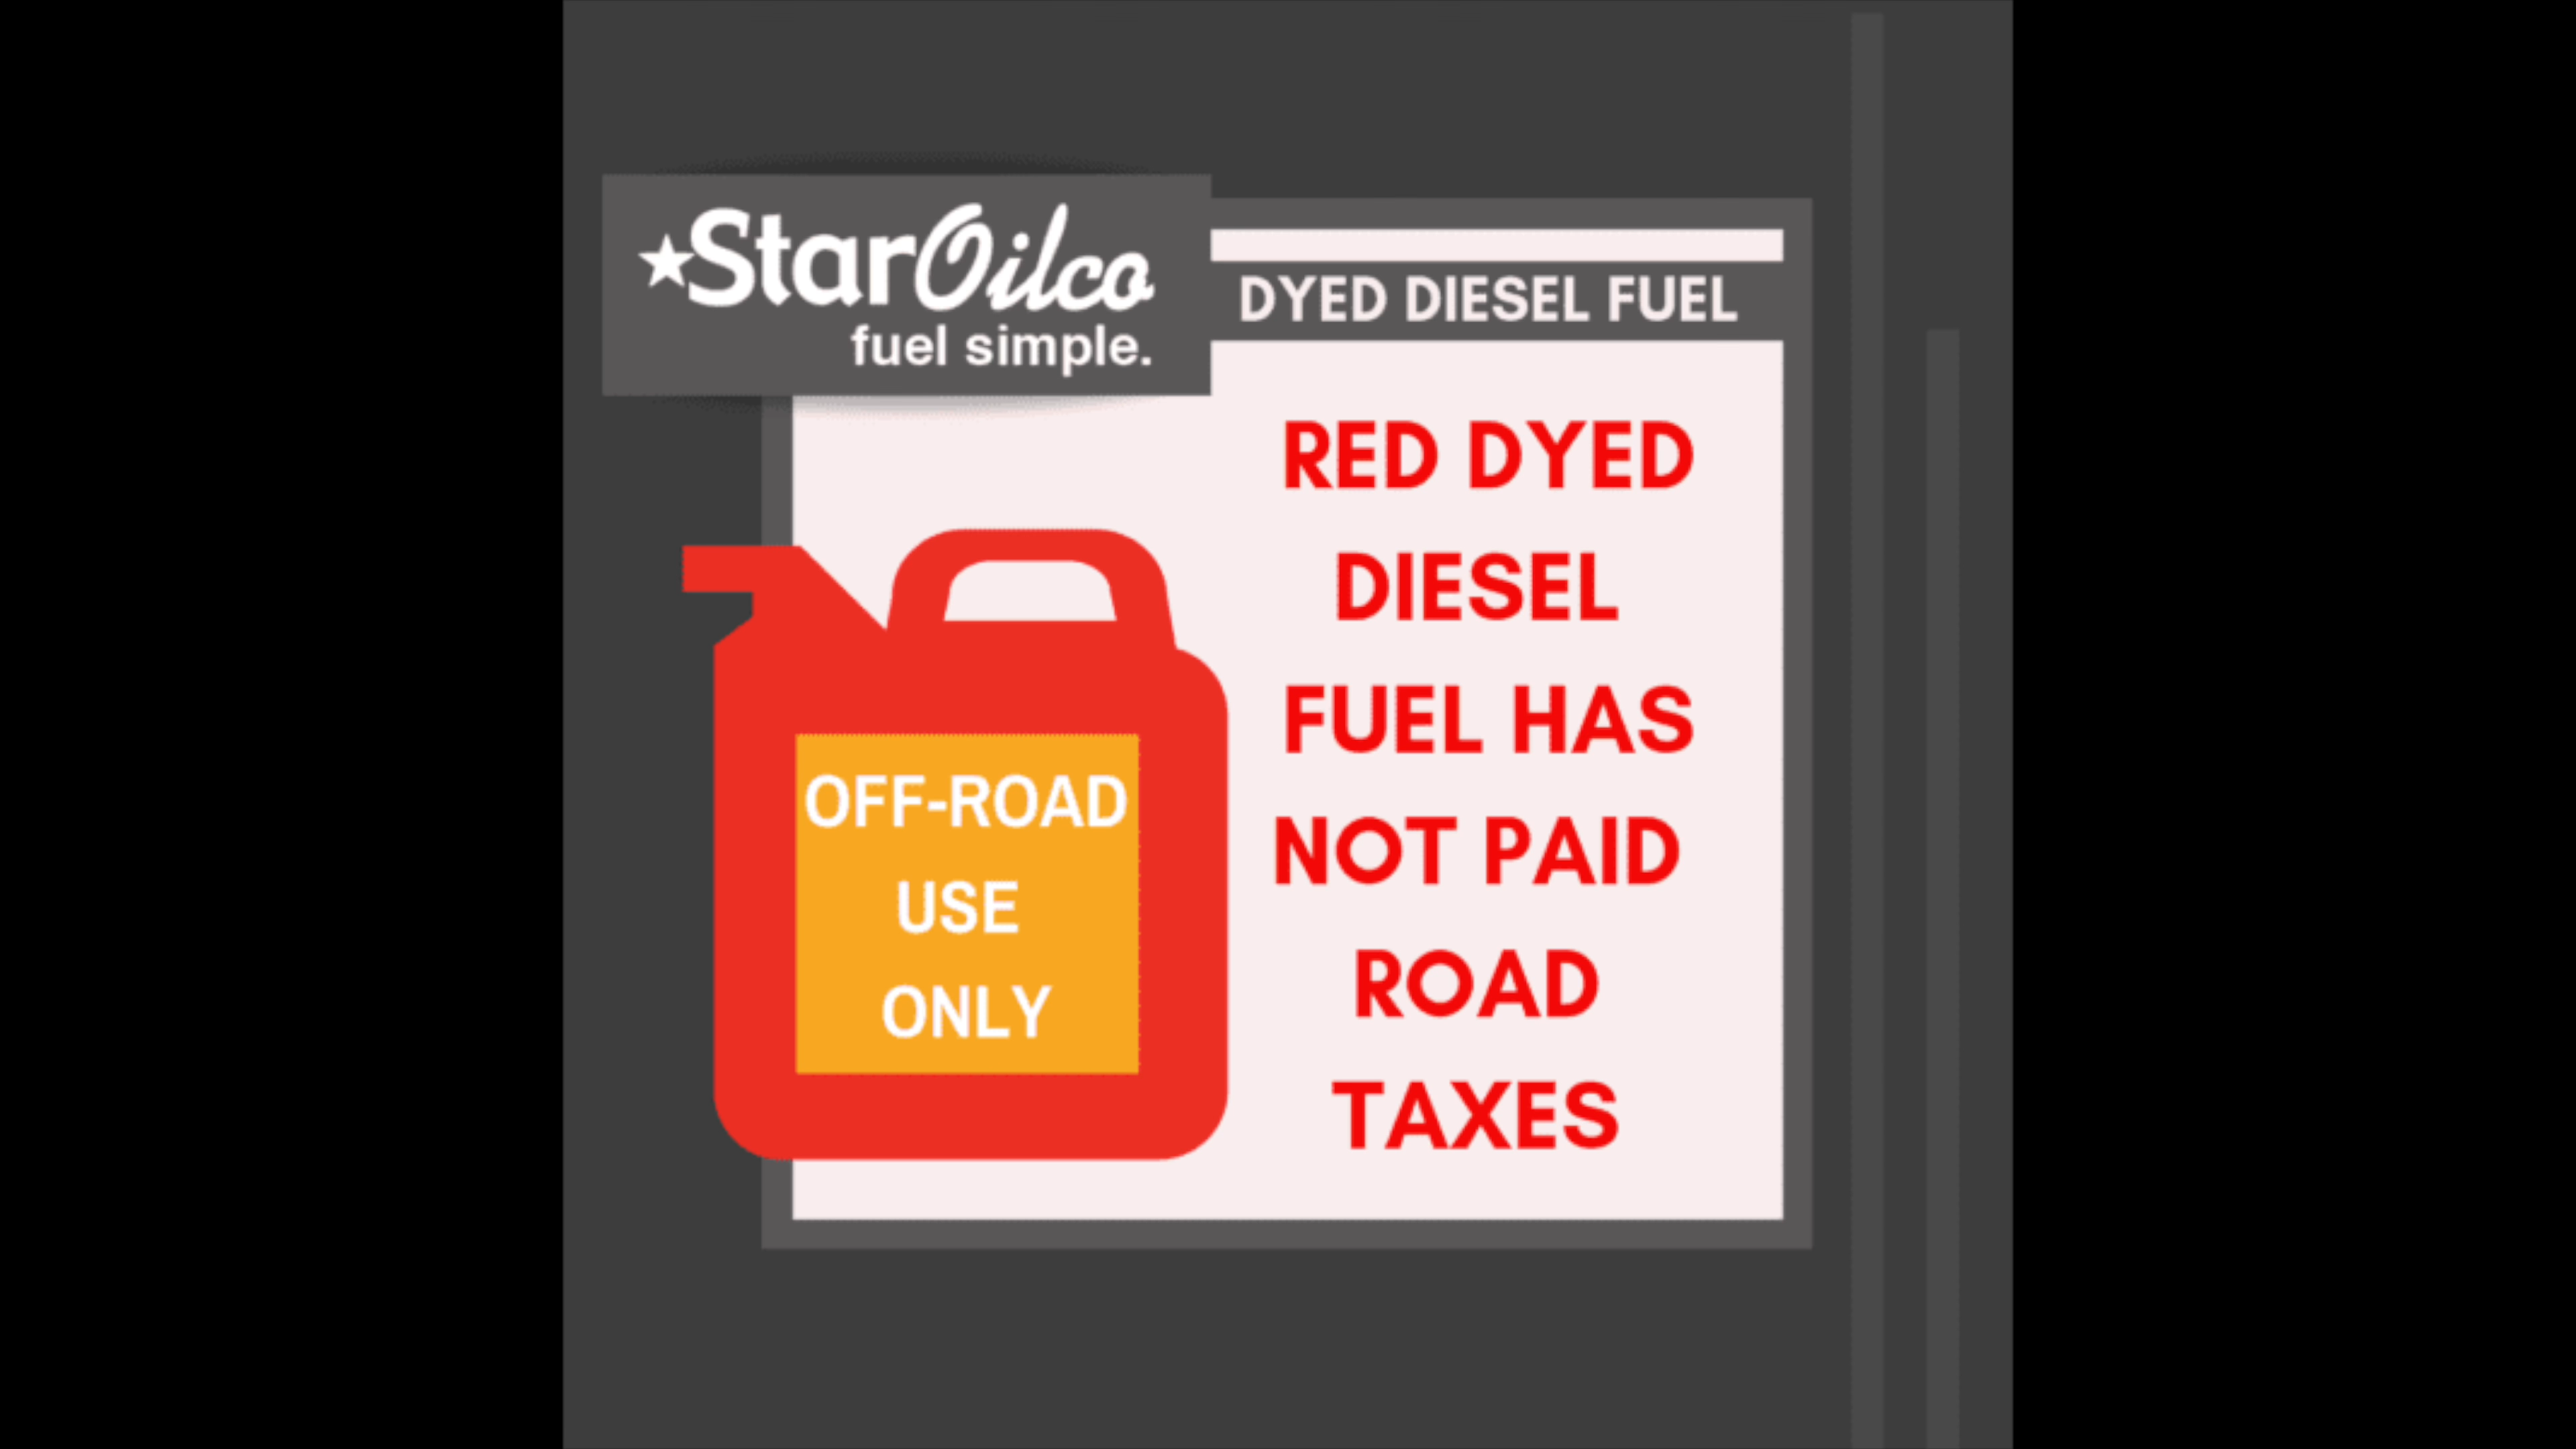 StarOilco
fuel simple.
DYED DIESEL FUEL
RED DYED
DIESEL
FUEL HAS
NOT PAID
ROAD
TAXES
OFF-ROAD
USE
ONLY